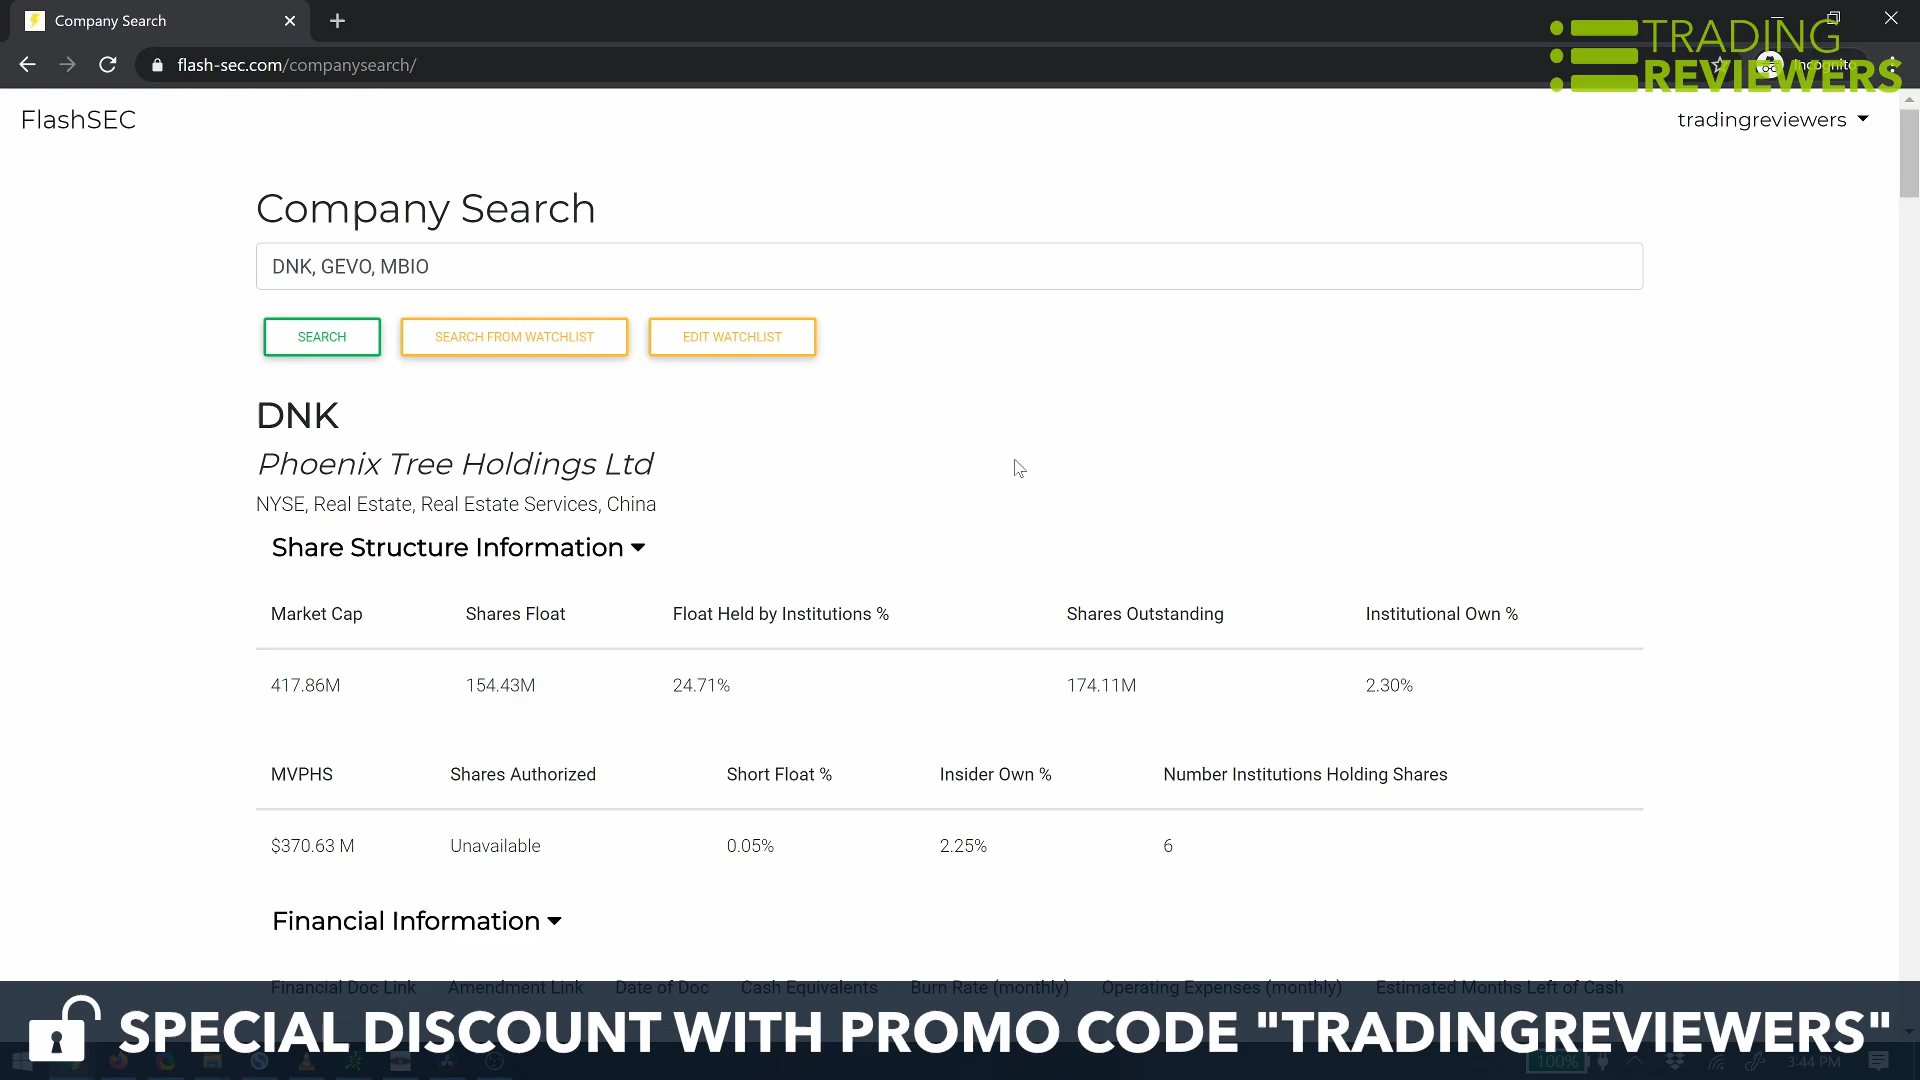 Company Search
flash-sec.com/companysearch/
Incognito
TRADING
REVIEWERS
FlashSEC
tradingreviewers
Company Search
DNK, GEVO, MBIO
SEARCH
SEARCH FROM WATCHLIST
EDIT WATCHLIST
DNK
Phoenix Tree Holdings Ltd
NYSE, Real Estate, Real Estate Services, China
Share Structure Information
Market Cap Shares Float Float Held by Institutions % Shares Outstanding Institutional Own %
417.86M 154.43M 24.71% 174.11M 2.30%
MVPHS Shares Authorized Short Float % Insider Own % Number Institutions Holding Shares
$370.63 M Unavailable 0.05% 2.25% 6
Financial Information
Financial Doc Link Amendment Link Date of Doc Cash Equivalents Burn Rate (monthly) Operating Expenses (monthly) Estimated Months Left of Cash
SPECIAL DISCOUNT WITH PROMO CODE "TRADINGREVIEWERS"
100% 3:44 PM